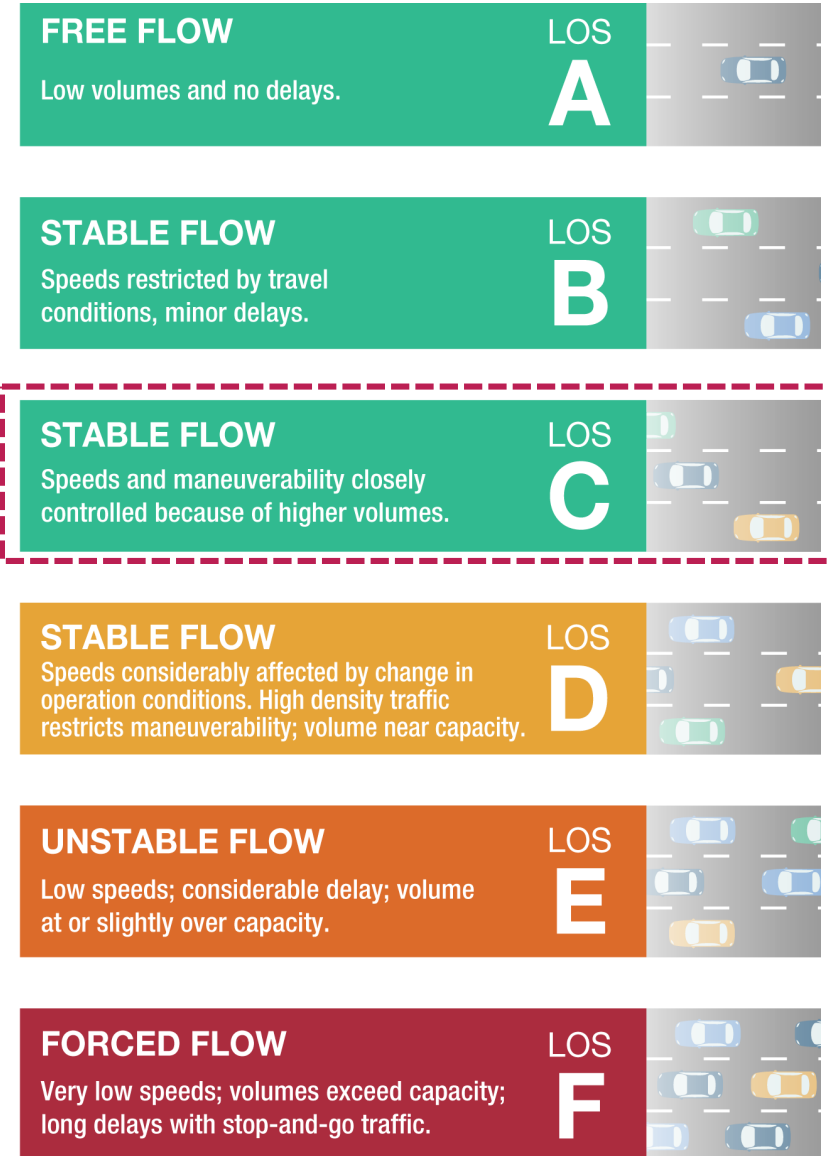 FREE FLOW
LOS
A
Low volumes and no delays.
STABLE FLOW
LOS
B
Speeds restricted by travel
conditions, minor delays.
STABLE FLOW
LOS
C
Speeds and maneuverability closely
controlled because of higher volumes.
STABLE FLOW
LOS
D
Speeds considerably affected by change in
operation conditions. High density traffic
restricts maneuverability; volume near capacity.
UNSTABLE FLOW
LOS
E
Low speeds; considerable delay; volume
at or slightly over capacity.
FORCED FLOW
LOS
F
Very low speeds; volumes exceed capacity;
long delays with stop-and-go traffic.